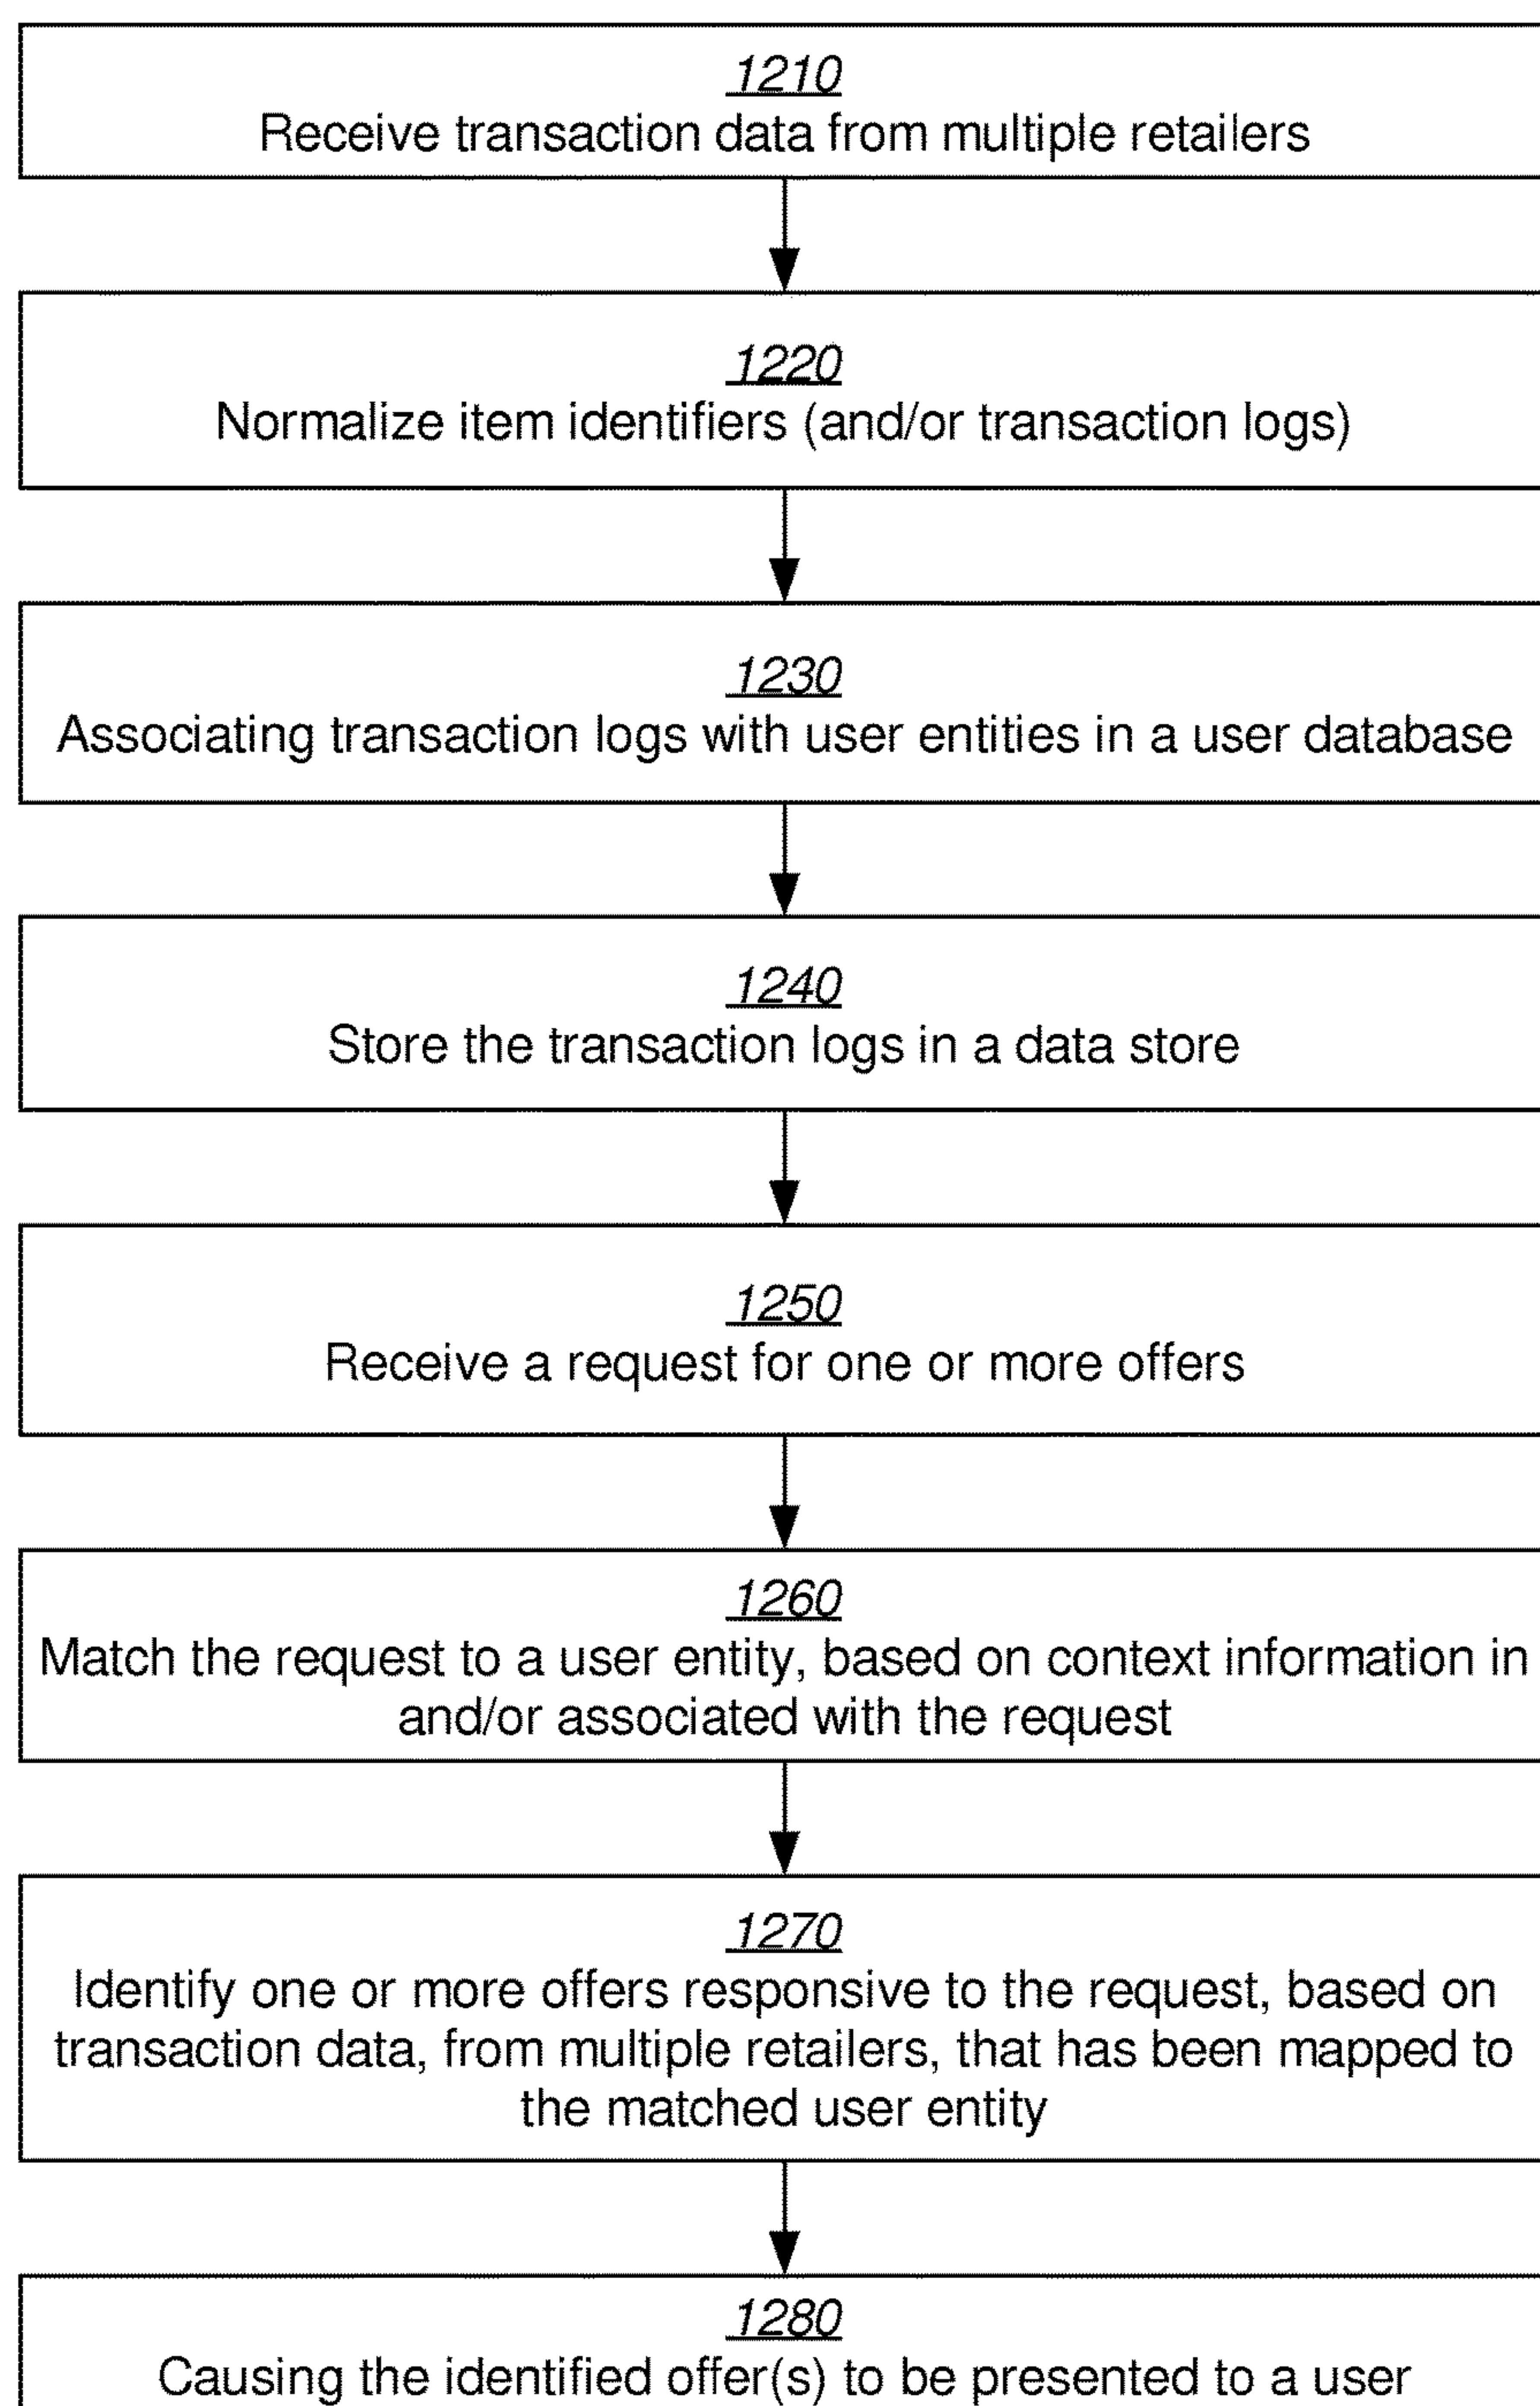 1210
Receive transaction data from multiple retailers
1220
Normalize item identifiers (and/or transaction logs)
1230
Associating transaction logs with user entities in a user database
1240
Store the transaction logs in a data store
1250
Receive a request for one or more offers
1260
Match the request to a user entity, based on context information in
and/or associated with the request
1270
Identify one or more offers responsive to the request, based on
transaction data, from multiple retailers, that has been mapped to
the matched user entity
1280
Causing the identified offer(s) to be presented to a user